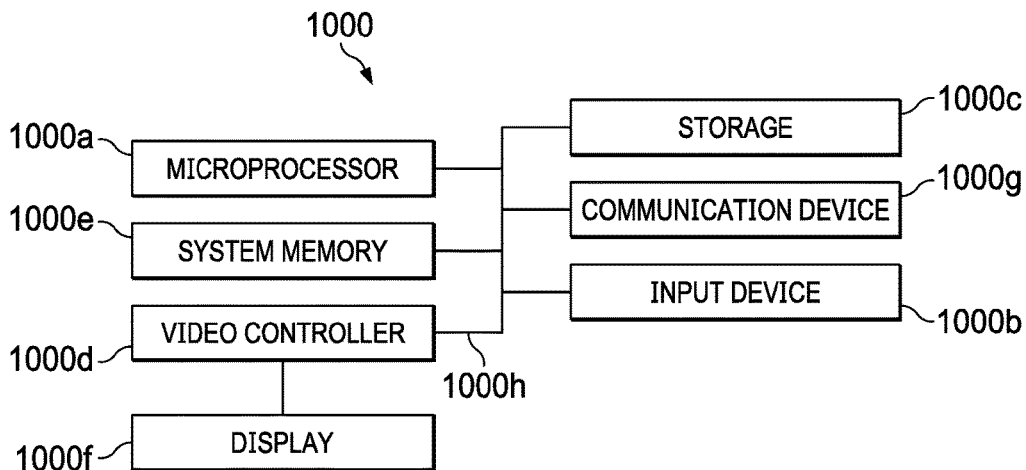 1000
1000a
MICROPROCESSOR
1000e
SYSTEM MEMORY
1000d
VIDEO CONTROLLER
1000h
1000f
DISPLAY
STORAGE
1000c
COMMUNICATION DEVICE
1000g
INPUT DEVICE
1000b